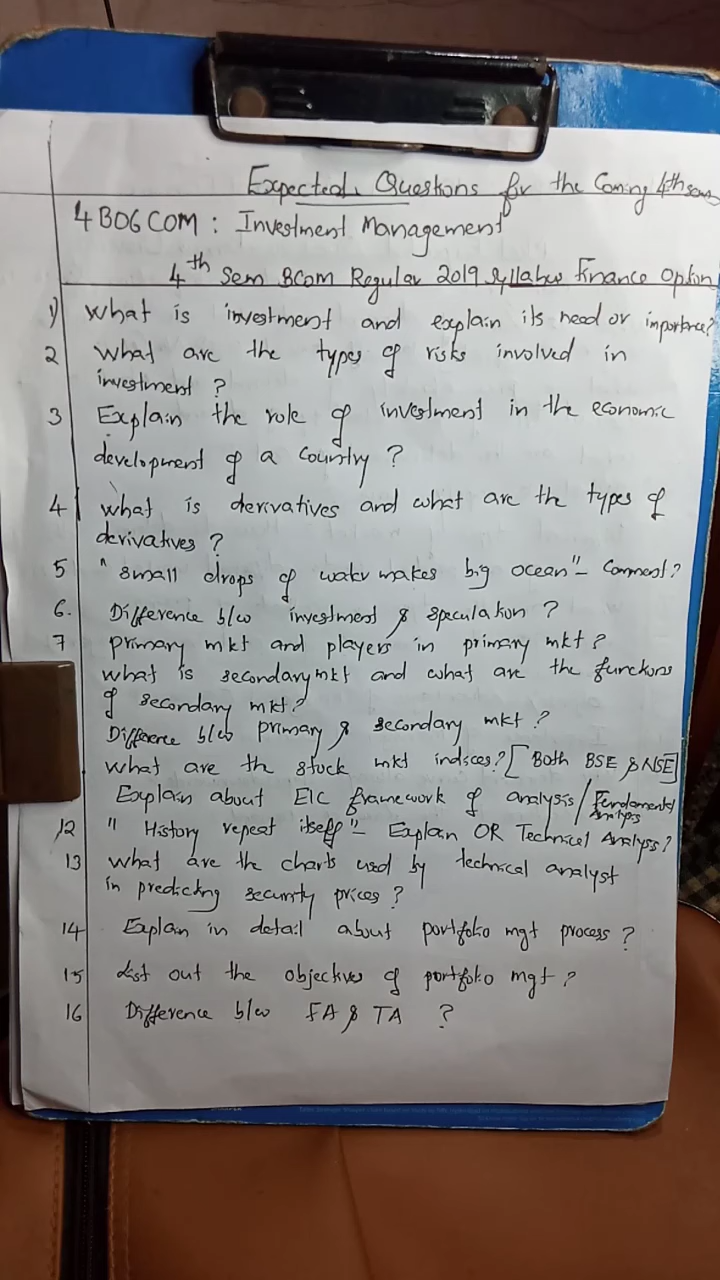 Expected Questions for the Coming 4th sem
4 BOG COM : Investment Management
4th Sem BCom Regular 2019 Syllabus Finance Option
1) What is investment and explain its need or importance?
2 What are the types of risks involved in
investment ?
3 Explain the role of investment in the economic
development of a country ?
4 what is derivatives and what are the types of
derivatives ?
5 "small drops of water makes big ocean" - Comment?
6. Difference b/w investment & speculation ?
7 primary mkt and players in primary mkt ?
what is secondary mkt and what are the functions
of secondary mkt?
Difference b/w primary & secondary mkt ?
What are the stock mkt indices? [Both BSE & NSE]
Explain about EIC framework of analysis / Fundamental
Analysis
12 "History repeat itself" - Explain OR Technical Analysis?
13 What are the charts used by technical analyst
in predicting security prices ?
14 Explain in detail about portfolio mgt process ?
15 List out the objectives of portfolio mgt ?
16 Difference b/w FA & TA ?